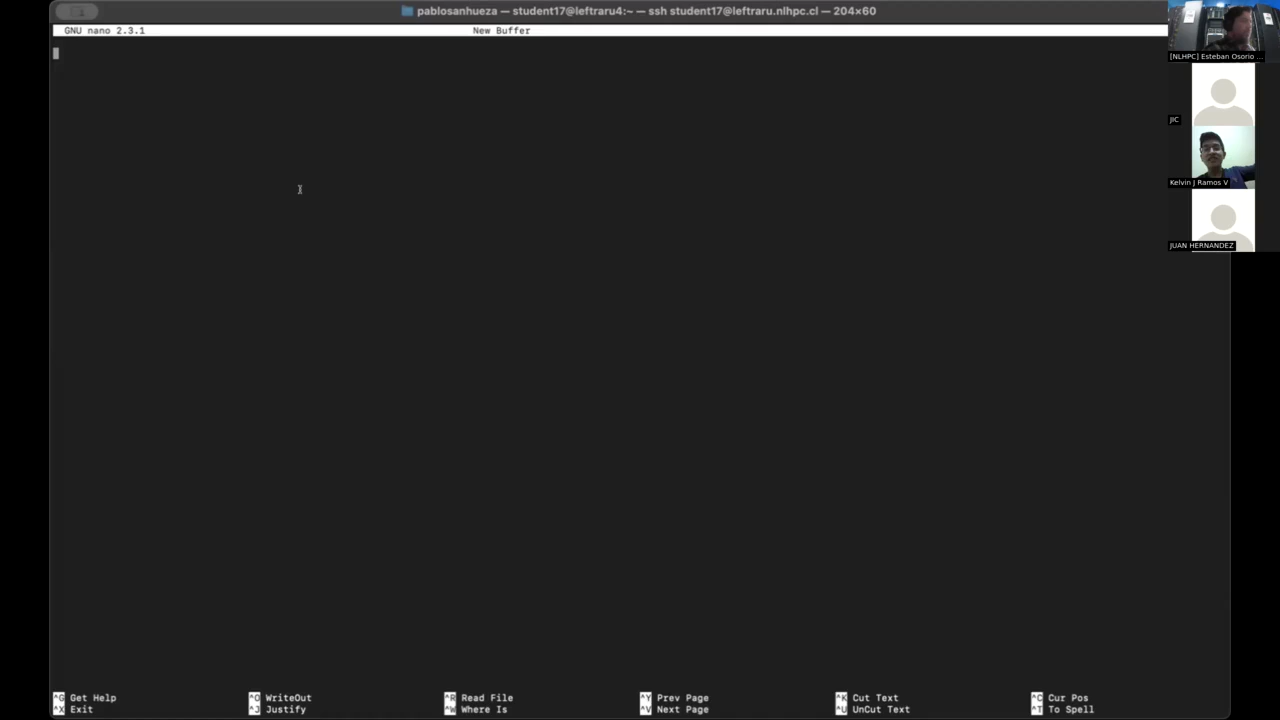 pablosanhueza — student17@leftraru4:~ — ssh student17@leftraru.nlhpc.cl — 204×60
GNU nano 2.3.1 New Buffer
[NLHPC] Esteban Osorio ...
JIC
Kelvin J Ramos V
JUAN HERNANDEZ
^G Get Help ^O WriteOut ^R Read File ^Y Prev Page ^K Cut Text ^C Cur Pos
^X Exit ^J Justify ^W Where Is ^V Next Page ^U UnCut Text ^T To Spell